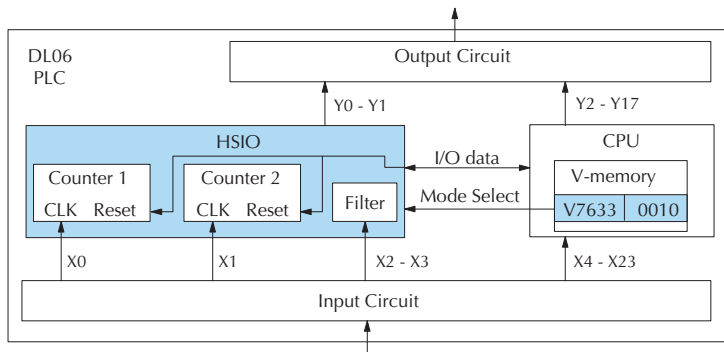 DL06
PLC
Output Circuit
Y0 - Y1
Y2 - Y17
HSIO
CPU
I/O data
Counter 1
CLK Reset
Counter 2
CLK Reset
Filter
Mode Select
V-memory
V7633 0010
X0
X1
X2 - X3
X4 - X23
Input Circuit